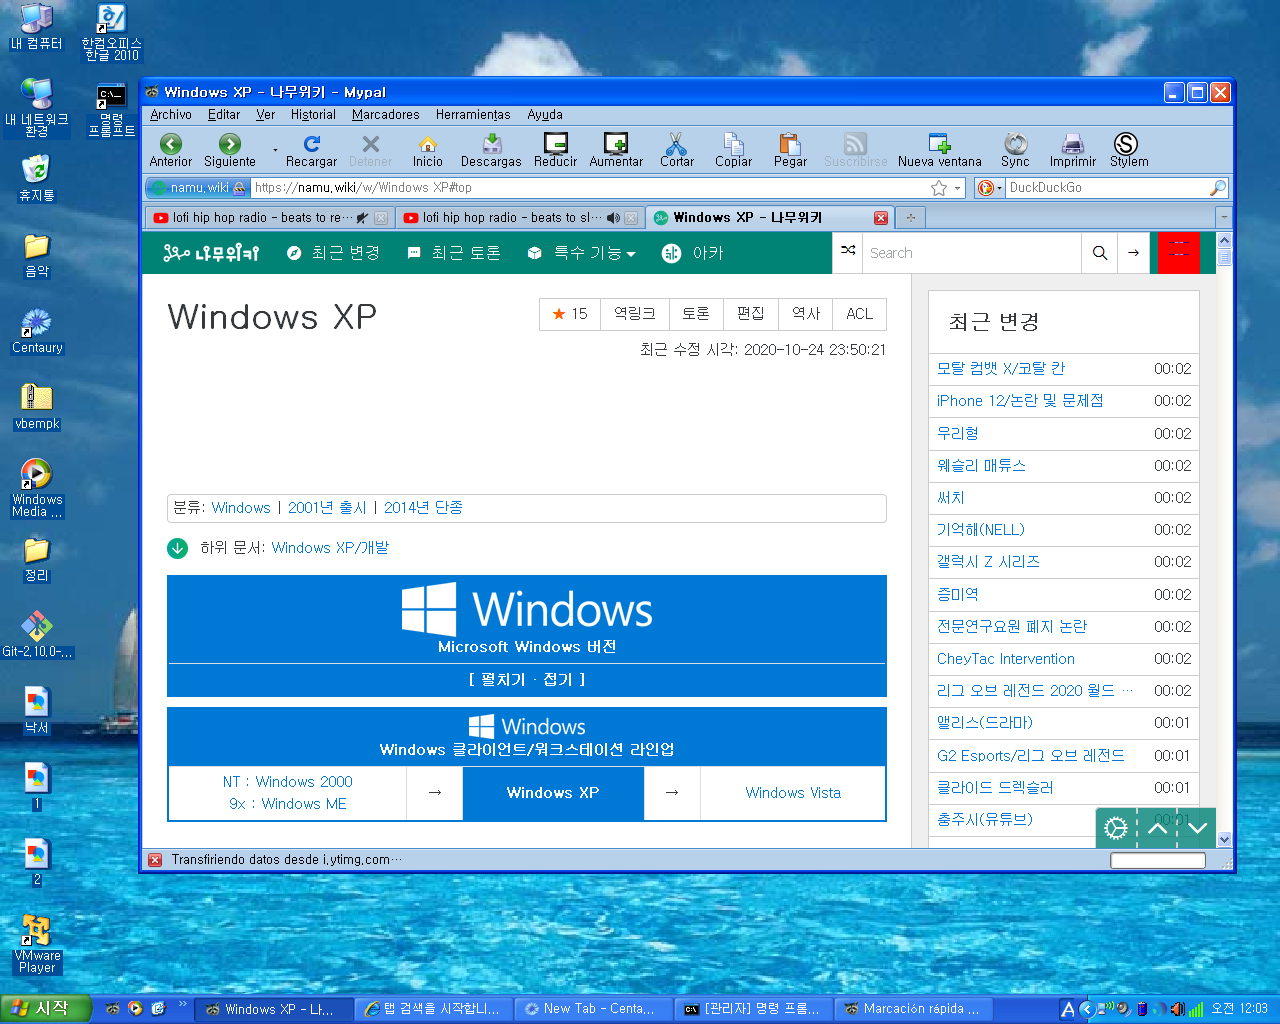 내 컴퓨터
한컴오피스
한글 2010
내 네트워크
환경
명령
프롬프트
휴지통
음악
Centaury
vbempk
Windows
Media ...
정리
Git-2.10.0-...
낙서
1
2
VMware
Player
Windows XP - 나무위키 - Mypal
Archivo Editar Ver Historial Marcadores Herramientas Ayuda
Anterior Siguiente Recargar Detener Inicio Descargas Reducir Aumentar Cortar Copiar Pegar Suscribirse Nueva ventana Sync Imprimir Stylem
namu.wiki https://namu.wiki/w/Windows XP#top DuckDuckGo
lofi hip hop radio - beats to re... lofi hip hop radio - beats to sl... Windows XP - 나무위키
나무위키 최근 변경 최근 토론 특수 기능 아카 Search
Windows XP
15 역링크 토론 편집 역사 ACL
최근 수정 시각: 2020-10-24 23:50:21
분류: Windows | 2001년 출시 | 2014년 단종
하위 문서: Windows XP/개발
Windows
Microsoft Windows 버전
[ 펼치기 · 접기 ]
Windows
Windows 클라이언트/워크스테이션 라인업
NT : Windows 2000
9x : Windows ME
→ Windows XP → Windows Vista
최근 변경
모탈 컴뱃 X/코탈 칸 00:02
iPhone 12/논란 및 문제점 00:02
우리형 00:02
웨슬리 매튜스 00:02
써치 00:02
기억해(NELL) 00:02
갤럭시 Z 시리즈 00:02
증미역 00:02
전문연구요원 폐지 논란 00:02
CheyTac Intervention 00:02
리그 오브 레전드 2020 월드 ... 00:02
앨리스(드라마) 00:01
G2 Esports/리그 오브 레전드 00:01
클라이드 드렉슬러 00:01
충주시(유튜브) 00:01
Transfiriendo datos desde i.ytimg.com...
시작 Windows XP - 나... 탭 검색을 시작합니... New Tab - Centa... [관리자] 명령 프롬... Marcación rápida ... A 오전 12:03